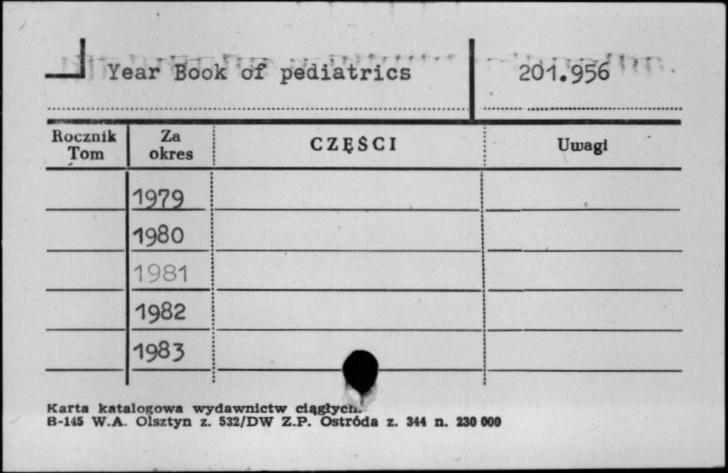 Year Book of pediatrics 201.956
Rocznik Tom Za okres CZĘŚCI Uwagi
1979
1980
1981
1982
1983
Karta katalogowa wydawnictw ciągłych.
B-145 W.A. Olsztyn z. 532/DW Z.P. Ostróda z. 344 n. 230 000